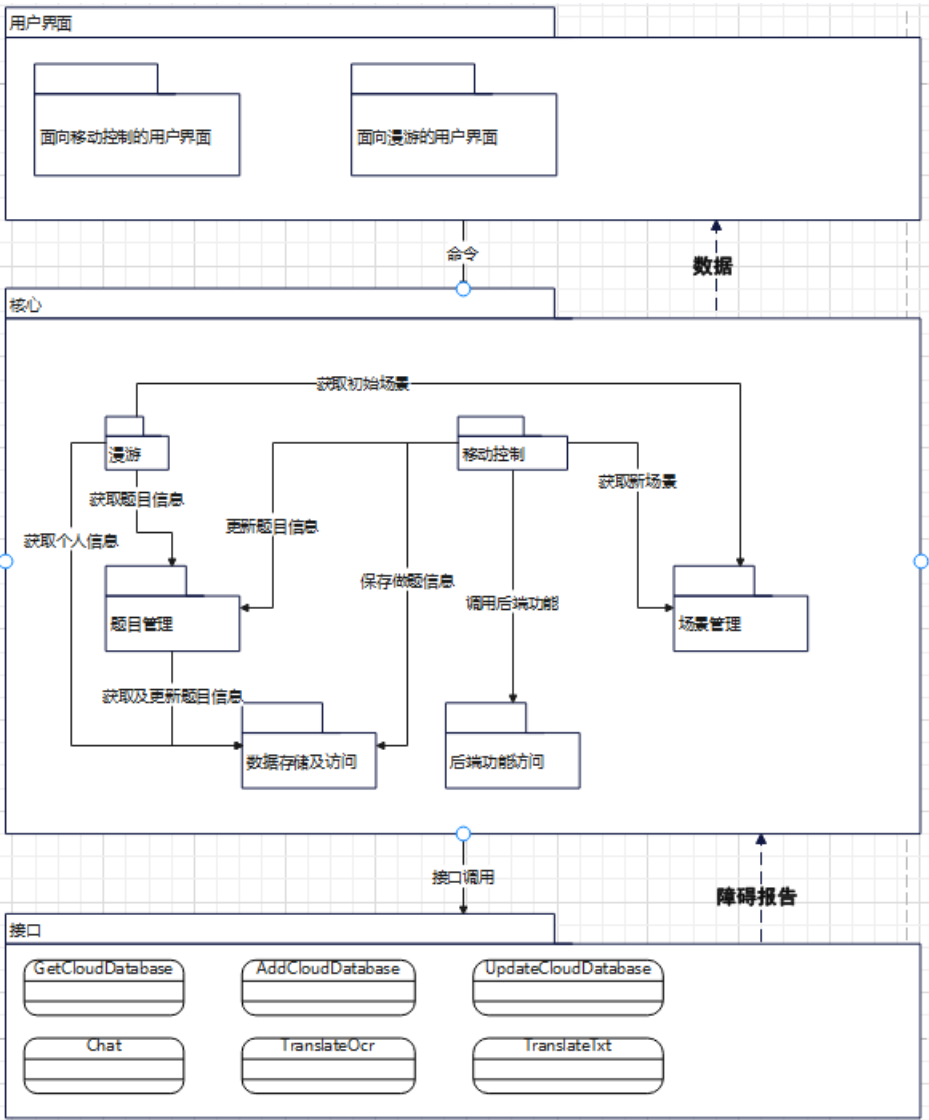 用户界面
面向移动控制的用户界面
面向漫游的用户界面
命令
数据
核心
获取初始场景
漫游
移动控制
获取题目信息
获取新场景
获取个人信息
更新题目信息
保存做题信息
调用后端功能
题目管理
场景管理
获取及更新题目信息
数据存储及访问
后端功能访问
接口调用
障碍报告
接口
GetCloudDatabase
AddCloudDatabase
UpdateCloudDatabase
Chat
TranslateOcr
TranslateTxt